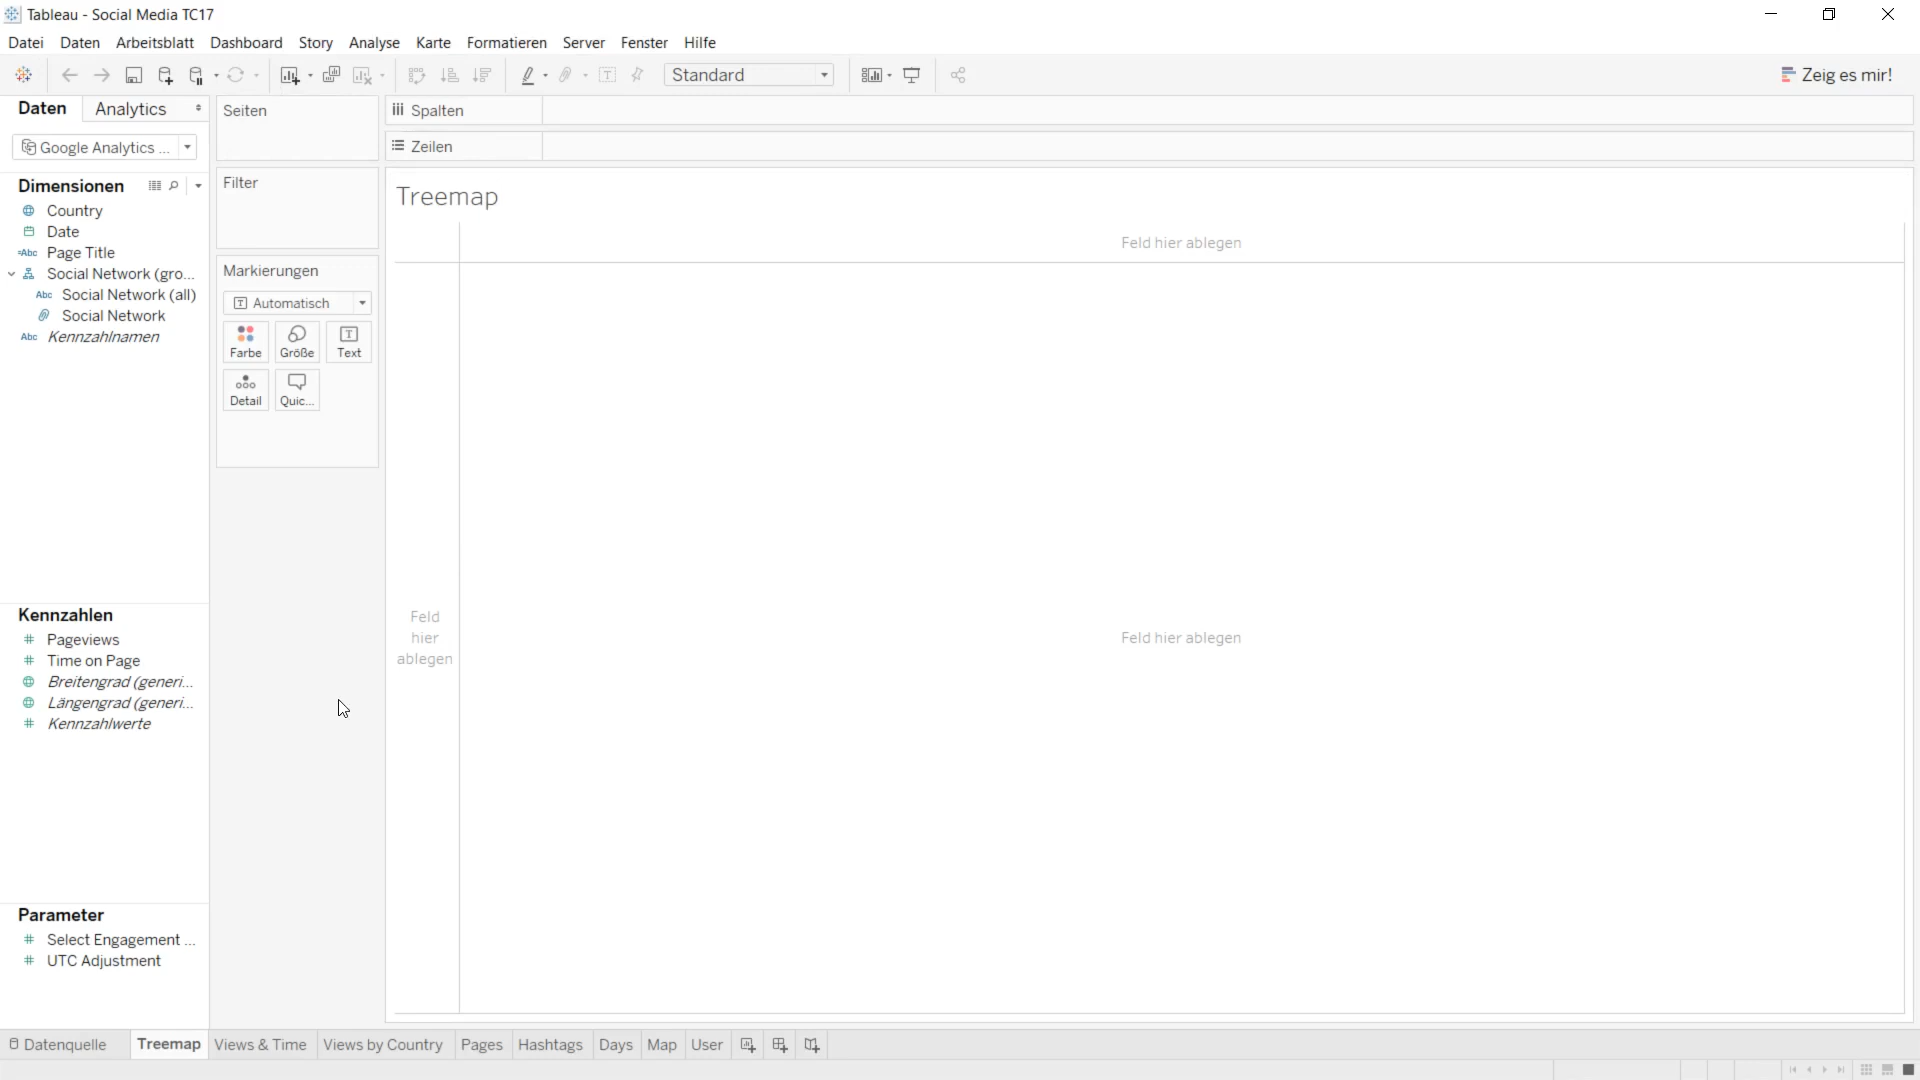 Tableau - Social Media TC17
Datei Daten Arbeitsblatt Dashboard Story Analyse Karte Formatieren Server Fenster Hilfe
Standard
Zeig es mir!
Daten Analytics
Google Analytics ...
Dimensionen
Country
Date
=Abc Page Title
Social Network (gro...
Abc Social Network (all)
Social Network
Abc Kennzahlnamen
Kennzahlen
# Pageviews
# Time on Page
Breitengrad (generi...
Längengrad (generi...
# Kennzahlwerte
Parameter
# Select Engagement ...
# UTC Adjustment
Seiten
Filter
Markierungen
T Automatisch
Farbe Größe Text
Detail Quic...
Spalten
Zeilen
Treemap
Feld hier ablegen
Feld
hier
ablegen
Feld hier ablegen
Datenquelle Treemap Views & Time Views by Country Pages Hashtags Days Map User